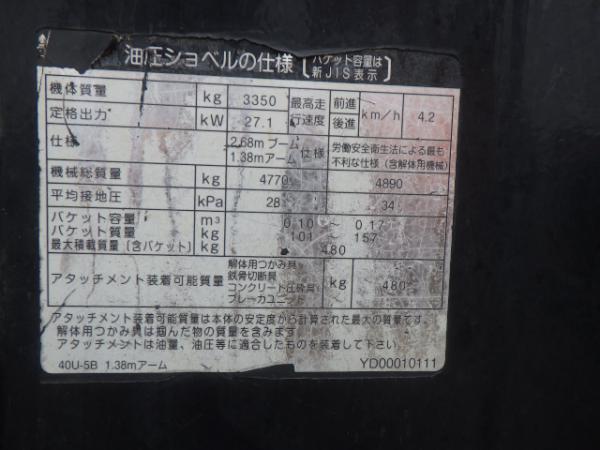 油圧ショベルの仕様 〔バケット容量は
新JIS表示〕
機体質量 kg 3350 最高走行速度 前進 後進 km/h 4.2
定格出力 kW 27.1
仕様 2.68m ブーム 1.38m アーム 仕様 労働安全衛生法による最も不利な仕様(含解体用機械)
機械総質量 kg 4770 4890
平均接地圧 kPa 28 34
バケット容量 m³ 0.10 ~ 0.17
バケット質量 kg 101 ~ 157
最大積載質量〔含バケット〕 kg 480
アタッチメント装着可能質量 解体用つかみ具 鉄骨切断具 コンクリート圧砕具 ブレーカユニット kg 480
アタッチメント装着可能質量は本体の安定度から計算された最大の質量です。
解体用つかみ具は掴んだ物の質量を含みます。
アタッチメントは油量、油圧等に適合したものを装着して下さい。
40U-5B 1.38mアーム YD00010111